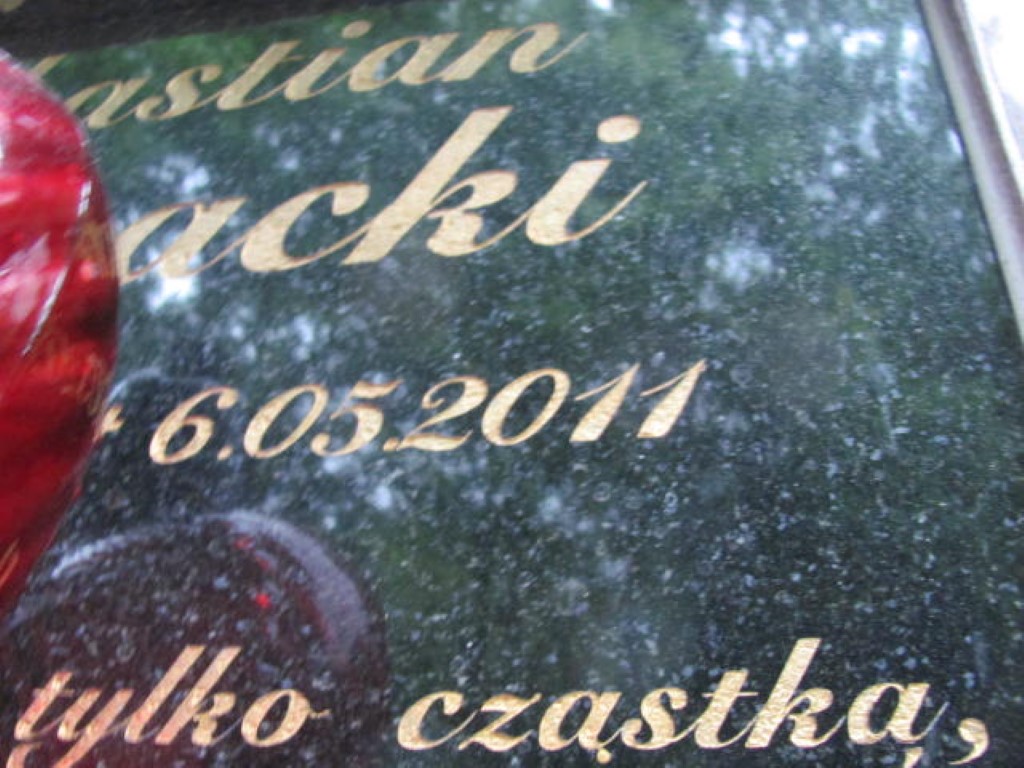 astian
acki
+ 6.05.2011
tylko cząstką,